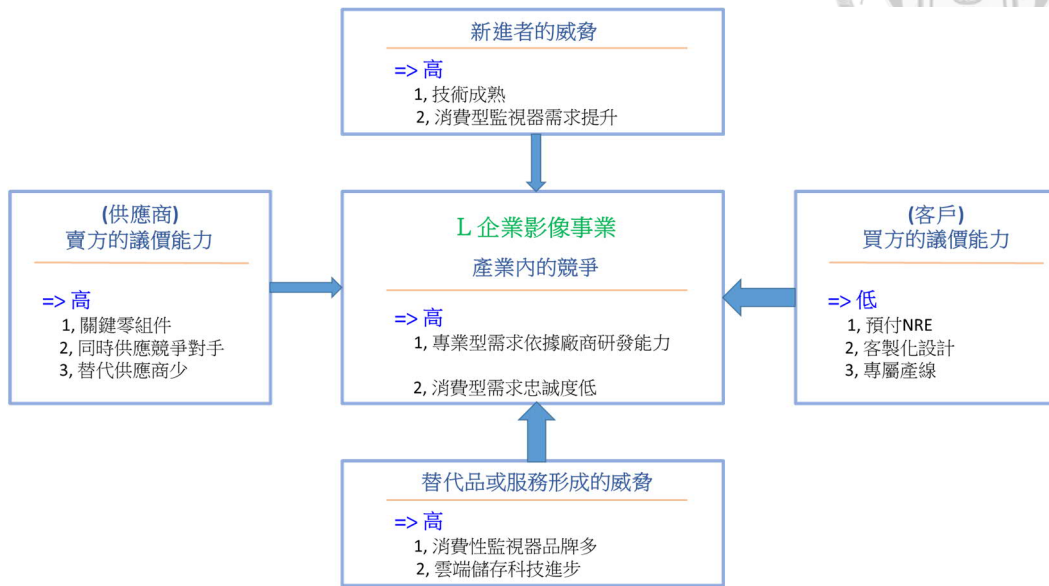 新進者的威脅
=> 高
1, 技術成熟
2, 消費型監視器需求提升
(供應商)
賣方的議價能力
=> 高
1, 關鍵零組件
2, 同時供應競爭對手
3, 替代供應商少
L 企業影像事業
產業內的競爭
=> 高
1, 專業型需求依據廠商研發能力
2, 消費型需求忠誠度低
(客戶)
買方的議價能力
=> 低
1, 預付NRE
2, 客製化設計
3, 專屬產線
替代品或服務形成的威脅
=> 高
1, 消費性監視器品牌多
2, 雲端儲存科技進步